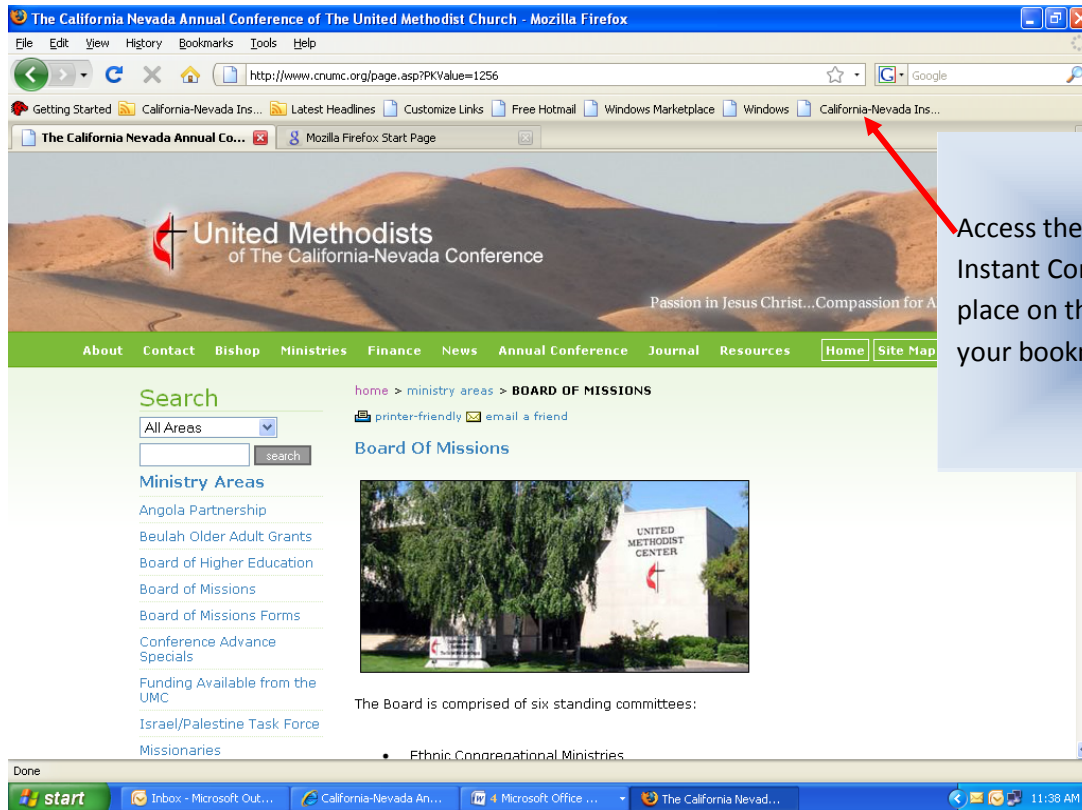 The California Nevada Annual Conference of The United Methodist Church - Mozilla Firefox
File Edit View History Bookmarks Tools Help
http://www.cnumc.org/page.asp?PKValue=1256
G Google
Getting Started California-Nevada Ins... Latest Headlines Customize Links Free Hotmail Windows Marketplace Windows California-Nevada Ins...
The California Nevada Annual Co... Mozilla Firefox Start Page
United Methodists
of The California-Nevada Conference
Passion in Jesus Christ...Compassion for
Access the
Instant
place on
your
About Contact Bishop Ministries Finance News Annual Conference Journal Resources Home Site Map
Search
All Areas
search
Ministry Areas
Angola Partnership
Beulah Older Adult Grants
Board of Higher Education
Board of Missions
Board of Missions Forms
Conference Advance
Specials
Funding Available from the
UMC
Israel/Palestine Task Force
Missionaries
home > ministry areas > BOARD OF MISSIONS
printer-friendly email a friend
Board Of Missions
UNITED
METHODIST
CENTER
The Board is comprised of six standing committees:
• Ethnic Congregational Ministries
Done
start Inbox - Microsoft Out... California-Nevada An... 4 Microsoft Office ... The California Nevad... 11:38 AM